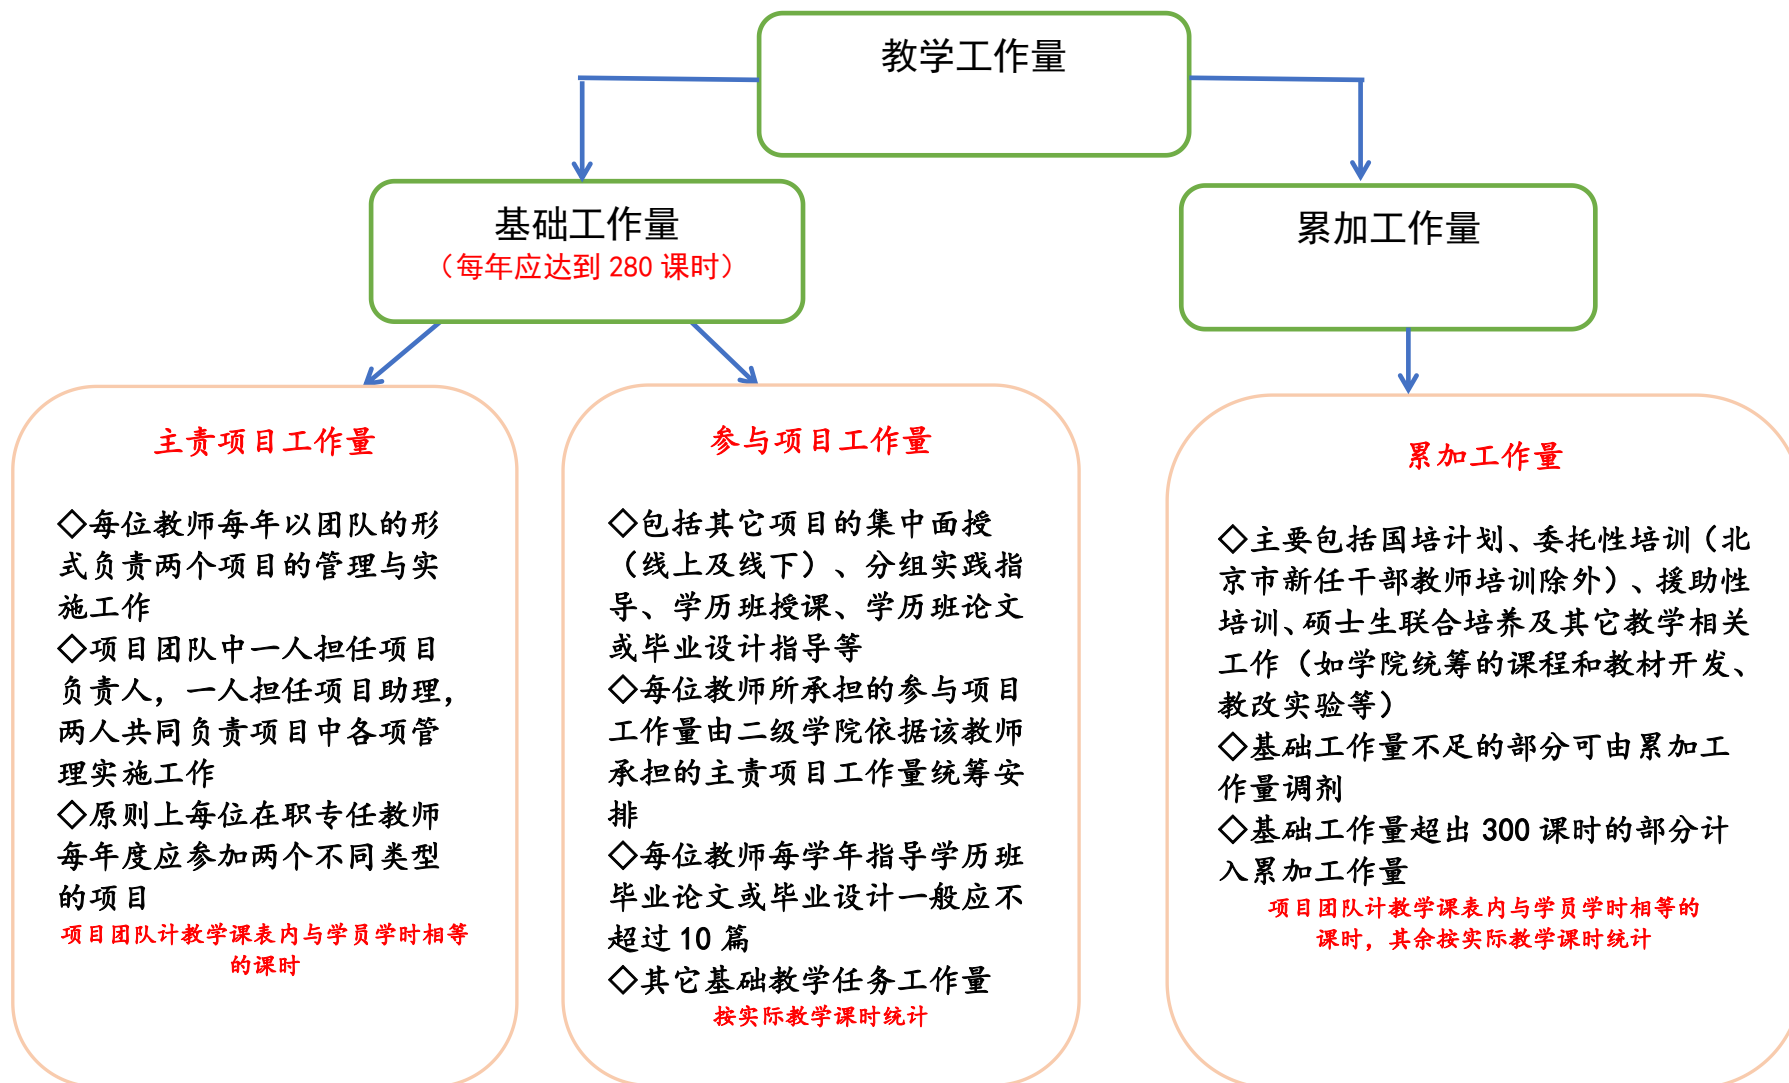 教学工作量
基础工作量
（每年应达到 280 课时）
累加工作量
主责项目工作量
◇每位教师每年以团队的形
式负责两个项目的管理与实
施工作
◇项目团队中一人担任项目
负责人，一人担任项目助理，
两人共同负责项目中各项管
理实施工作
◇原则上每位在职专任教师
每年度应参加两个不同类型
的项目
项目团队计教学课表内与学员学时相等
的课时
参与项目工作量
◇包括其它项目的集中面授
（线上及线下）、分组实践指
导、学历班授课、学历班论文
或毕业设计指导等
◇每位教师所承担的参与项目
工作量由二级学院依据该教师
承担的主责项目工作量统筹安
排
◇每位教师每学年指导学历班
毕业论文或毕业设计一般应不
超过 10 篇
◇其它基础教学任务工作量
按实际教学课时统计
累加工作量
◇主要包括国培计划、委托性培训（北
京市新任干部教师培训除外）、援助性
培训、硕士生联合培养及其它教学相关
工作（如学院统筹的课程和教材开发、
教改实验等）
◇基础工作量不足的部分可由累加工
作量调剂
◇基础工作量超出 300 课时的部分计
入累加工作量
项目团队计教学课表内与学员学时相等的
课时，其余按实际教学课时统计